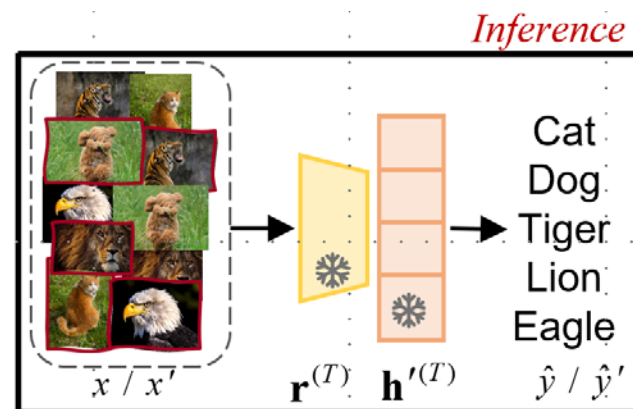 Inference
Cat
Dog
Tiger
Lion
Eagle
x / x′
r⁽ᵀ⁾
h′⁽ᵀ⁾
ŷ / ŷ′